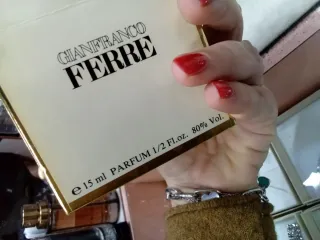 GIANFRANCO
FERRE
e 15 ml PARFUM 1/2 Fl.oz. 80% Vol.